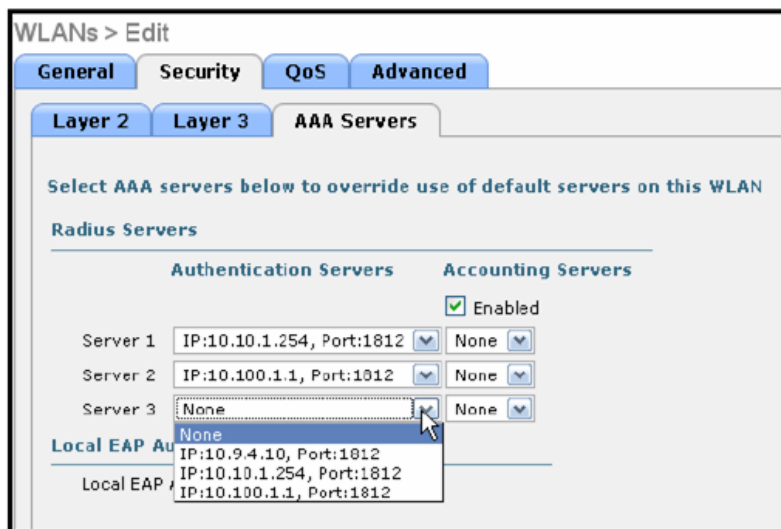 WLANs > Edit
General Security QoS Advanced
Layer 2 Layer 3 AAA Servers
Select AAA servers below to override use of default servers on this WLAN
Radius Servers
Authentication Servers Accounting Servers
Enabled
Server 1 IP:10.10.1.254, Port:1812 None
Server 2 IP:10.100.1.1, Port:1812 None
Server 3 None None
None
Local EAP
IP:10.9.4.10, Port:1812
IP:10.10.1.254, Port:1812
Local EAP
IP:10.100.1.1, Port:1812